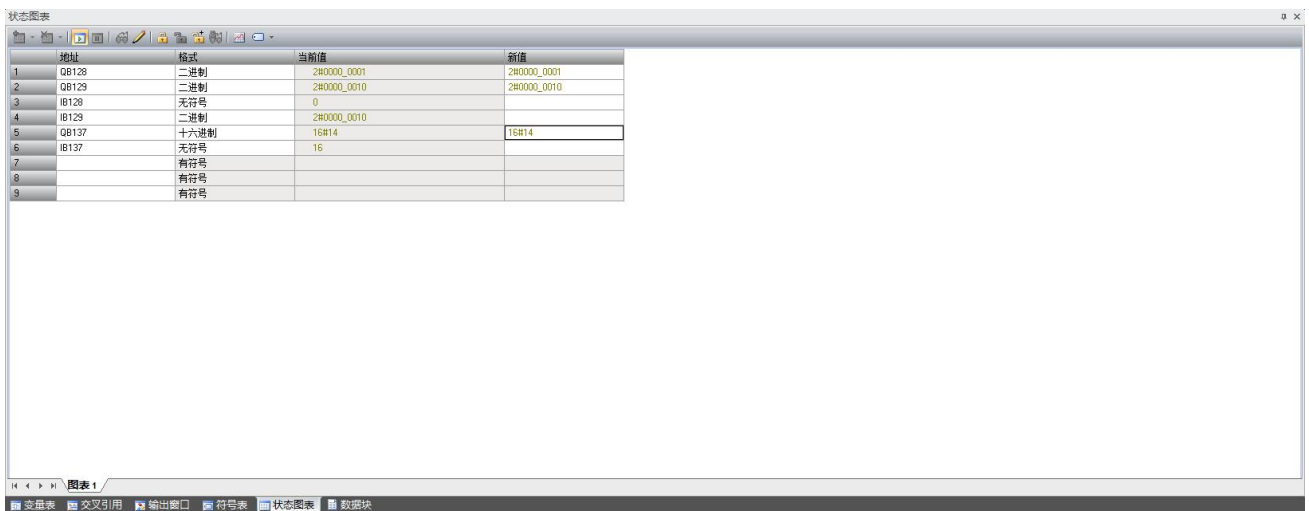 状态图表
地址 格式 当前值 新值
1 QB128 二进制 2#0000_0001 2#0000_0001
2 QB129 二进制 2#0000_0010 2#0000_0010
3 IB128 无符号 0
4 IB129 二进制 2#0000_0010
5 QB137 十六进制 16#14 16#14
6 IB137 无符号 16
7 有符号
8 有符号
9 有符号
图表 1
变量表 交叉引用 输出窗口 符号表 状态图表 数据块